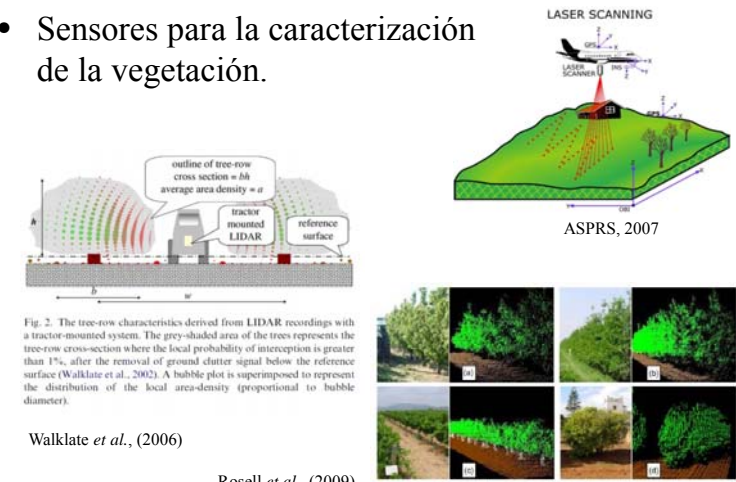 • Sensores para la caracterización
de la vegetación.
LASER SCANNING
GPS
Z
X
Y
LASER
SCANNER
INS
GPS
Z
X
Y
ASPRS, 2007
outline of tree-row
cross section = bh
average area density = a
tractor
mounted
LIDAR
reference
surface
h
b
w
Fig. 2. The tree-row characteristics derived from LIDAR recordings with
a tractor-mounted system. The grey-shaded area of the trees represents the
tree-row cross-section where the local probability of interception is greater
than 1%, after the removal of ground clutter signal below the reference
surface (Walklate et al., 2002). A bubble plot is superimposed to represent
the distribution of the local area-density (proportional to bubble
diameter).
(a)
(b)
(c)
(d)
Walklate et al., (2006)
Rosell et al., (2009)